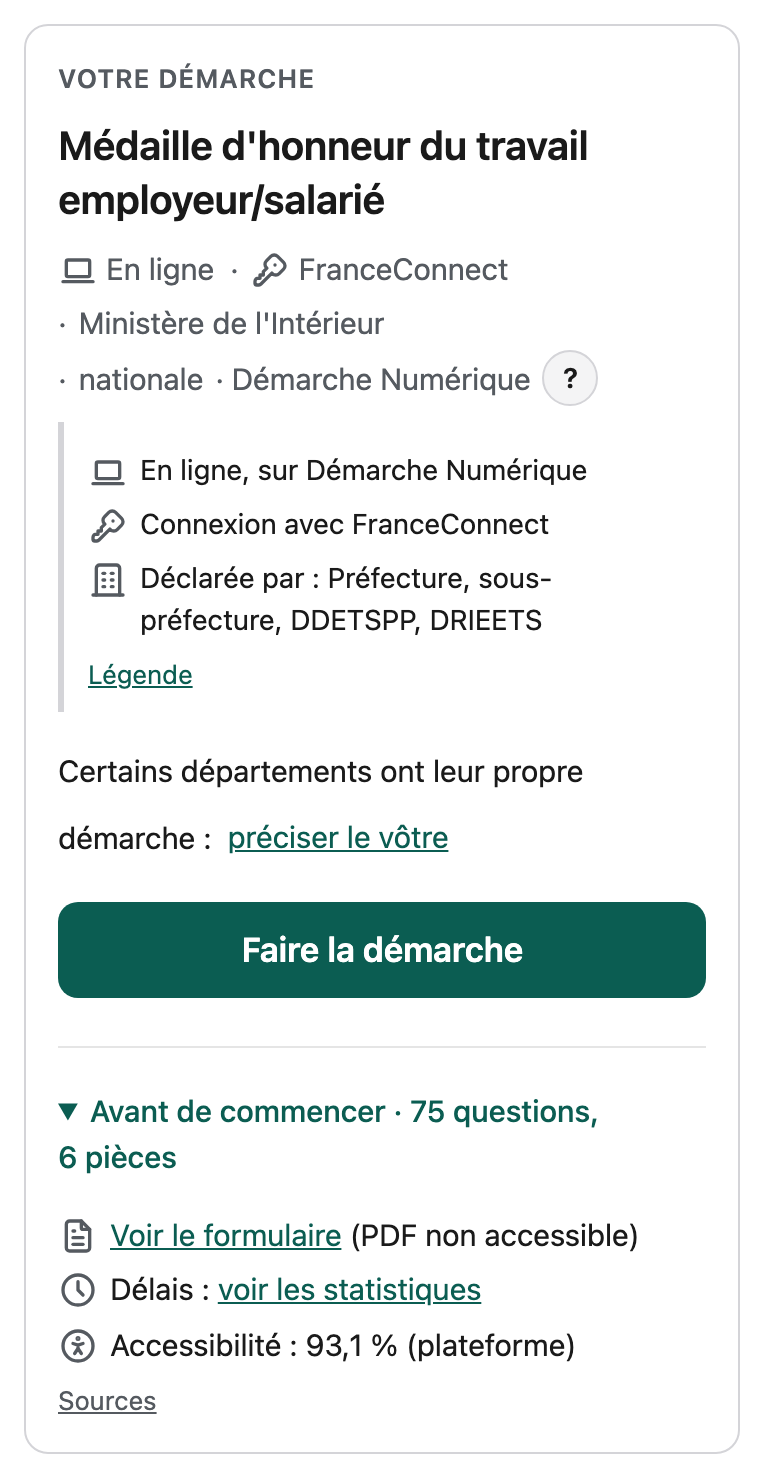 VOTRE DÉMARCHE
Médaille d'honneur du travail
employeur/salarié
En ligne · FranceConnect
· Ministère de l'Intérieur
· nationale · Démarche Numérique ?
En ligne, sur Démarche Numérique
Connexion avec FranceConnect
Déclarée par : Préfecture, sous-
préfecture, DDETSPP, DRIEETS
Légende
Certains départements ont leur propre
démarche : préciser le vôtre
Faire la démarche
▼ Avant de commencer · 75 questions,
6 pièces
Voir le formulaire (PDF non accessible)
Délais : voir les statistiques
Accessibilité : 93,1 % (plateforme)
Sources